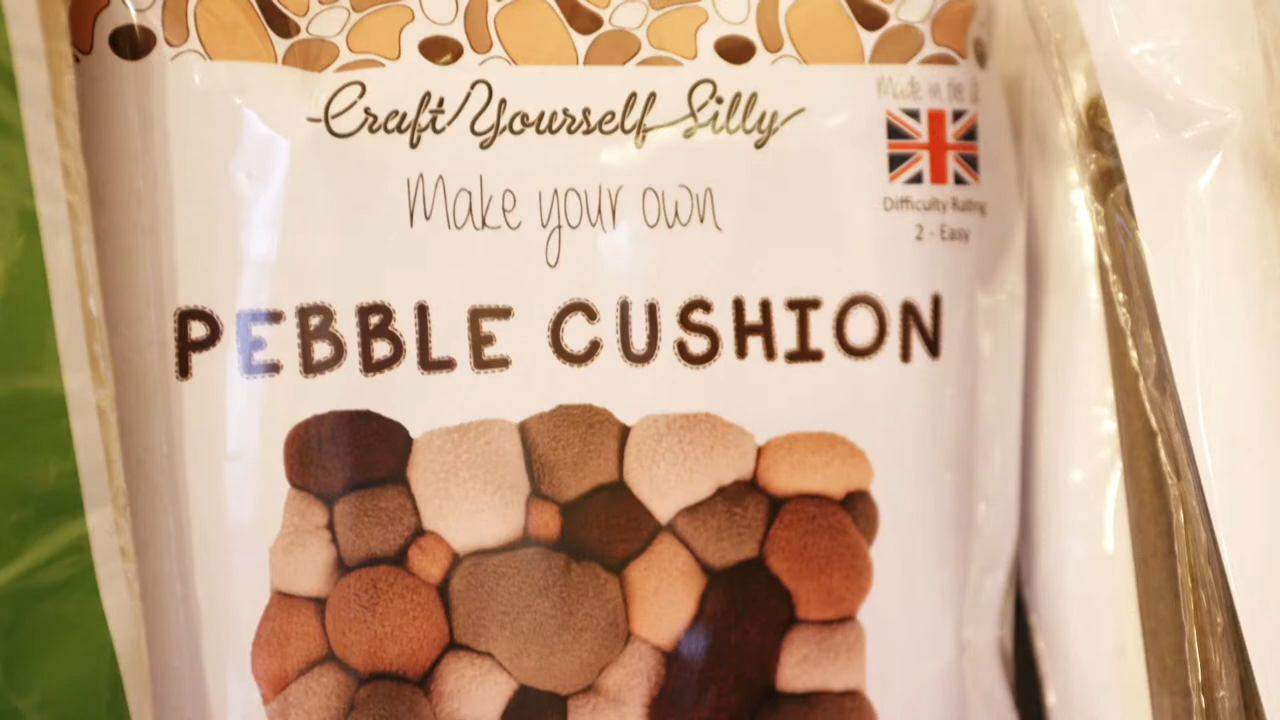 Craft Yourself Silly
Made in the
Make your own
Difficulty Rating
2 - Easy
PEBBLE CUSHION